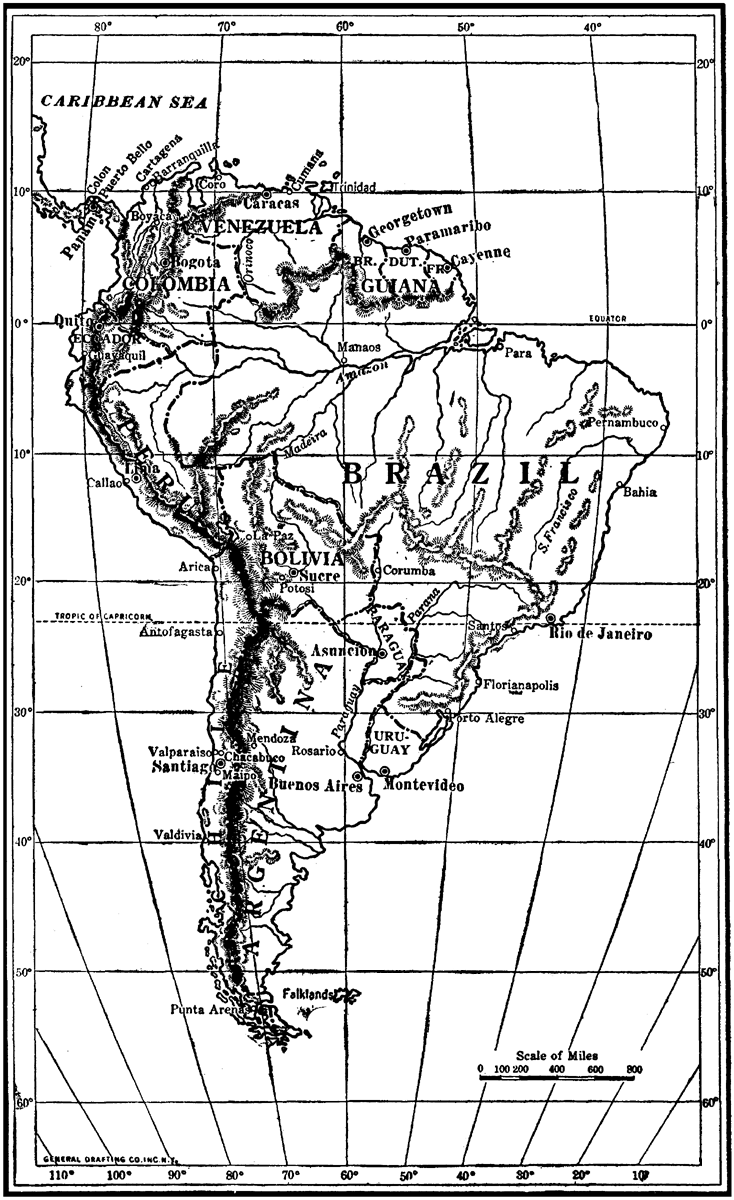 80° 70° 60° 50° 40°
20° 20°
CARIBBEAN SEA
Colon
Puerto Bello
Cartagena
Barranquilla
Panama
Coro
Cumana
Trinidad
10° 10°
Caracas
Boyaca
VENEZUELA
Georgetown
Paramaribo
Cayenne
Bogota
Orinoco
BR. DUT. FR.
COLOMBIA
GUIANA
Quito
0° EQUATOR 0°
ECUADOR
Guayaquil
Manaos
Amazon
Para
PERU
Madeira
Pernambuco
10° 10°
Lima
Callao
BRAZIL
Bahia
S. Francisco
La Paz
BOLIVIA
Arica
Sucre
Potosi
Corumba
20° 20°
TROPIC OF CAPRICORN
Antofagasta
PARAGUAY
Parana
Santos
Rio de Janeiro
Asuncion
Florianapolis
Paraguay
30° 30°
Porto Alegre
URU-
GUAY
Mendoza
Valparaiso
Chacabuco
Santiago
Maipo
Rosario
Buenos Aires
Montevideo
CHILE
ARGENTINA
Valdivia
40° 40°
50° 50°
Punta Arenas
Falklands
Scale of Miles
0 100 200 400 600 800
60° 60°
GENERAL DRAFTING CO.INC.N.Y.
110° 100° 90° 80° 70° 60° 50° 40° 30° 20° 10°